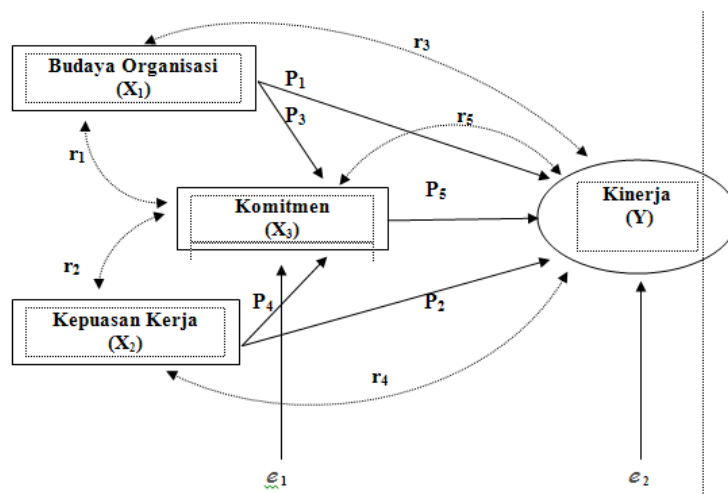 r₃
Budaya Organisasi
(X₁)
P₁
P₃
r₅
r₁
Komitmen
(X₃)
P₅
Kinerja
(Y)
r₂
P₄
P₂
Kepuasan Kerja
(X₂)
r₄
e₁
e₂